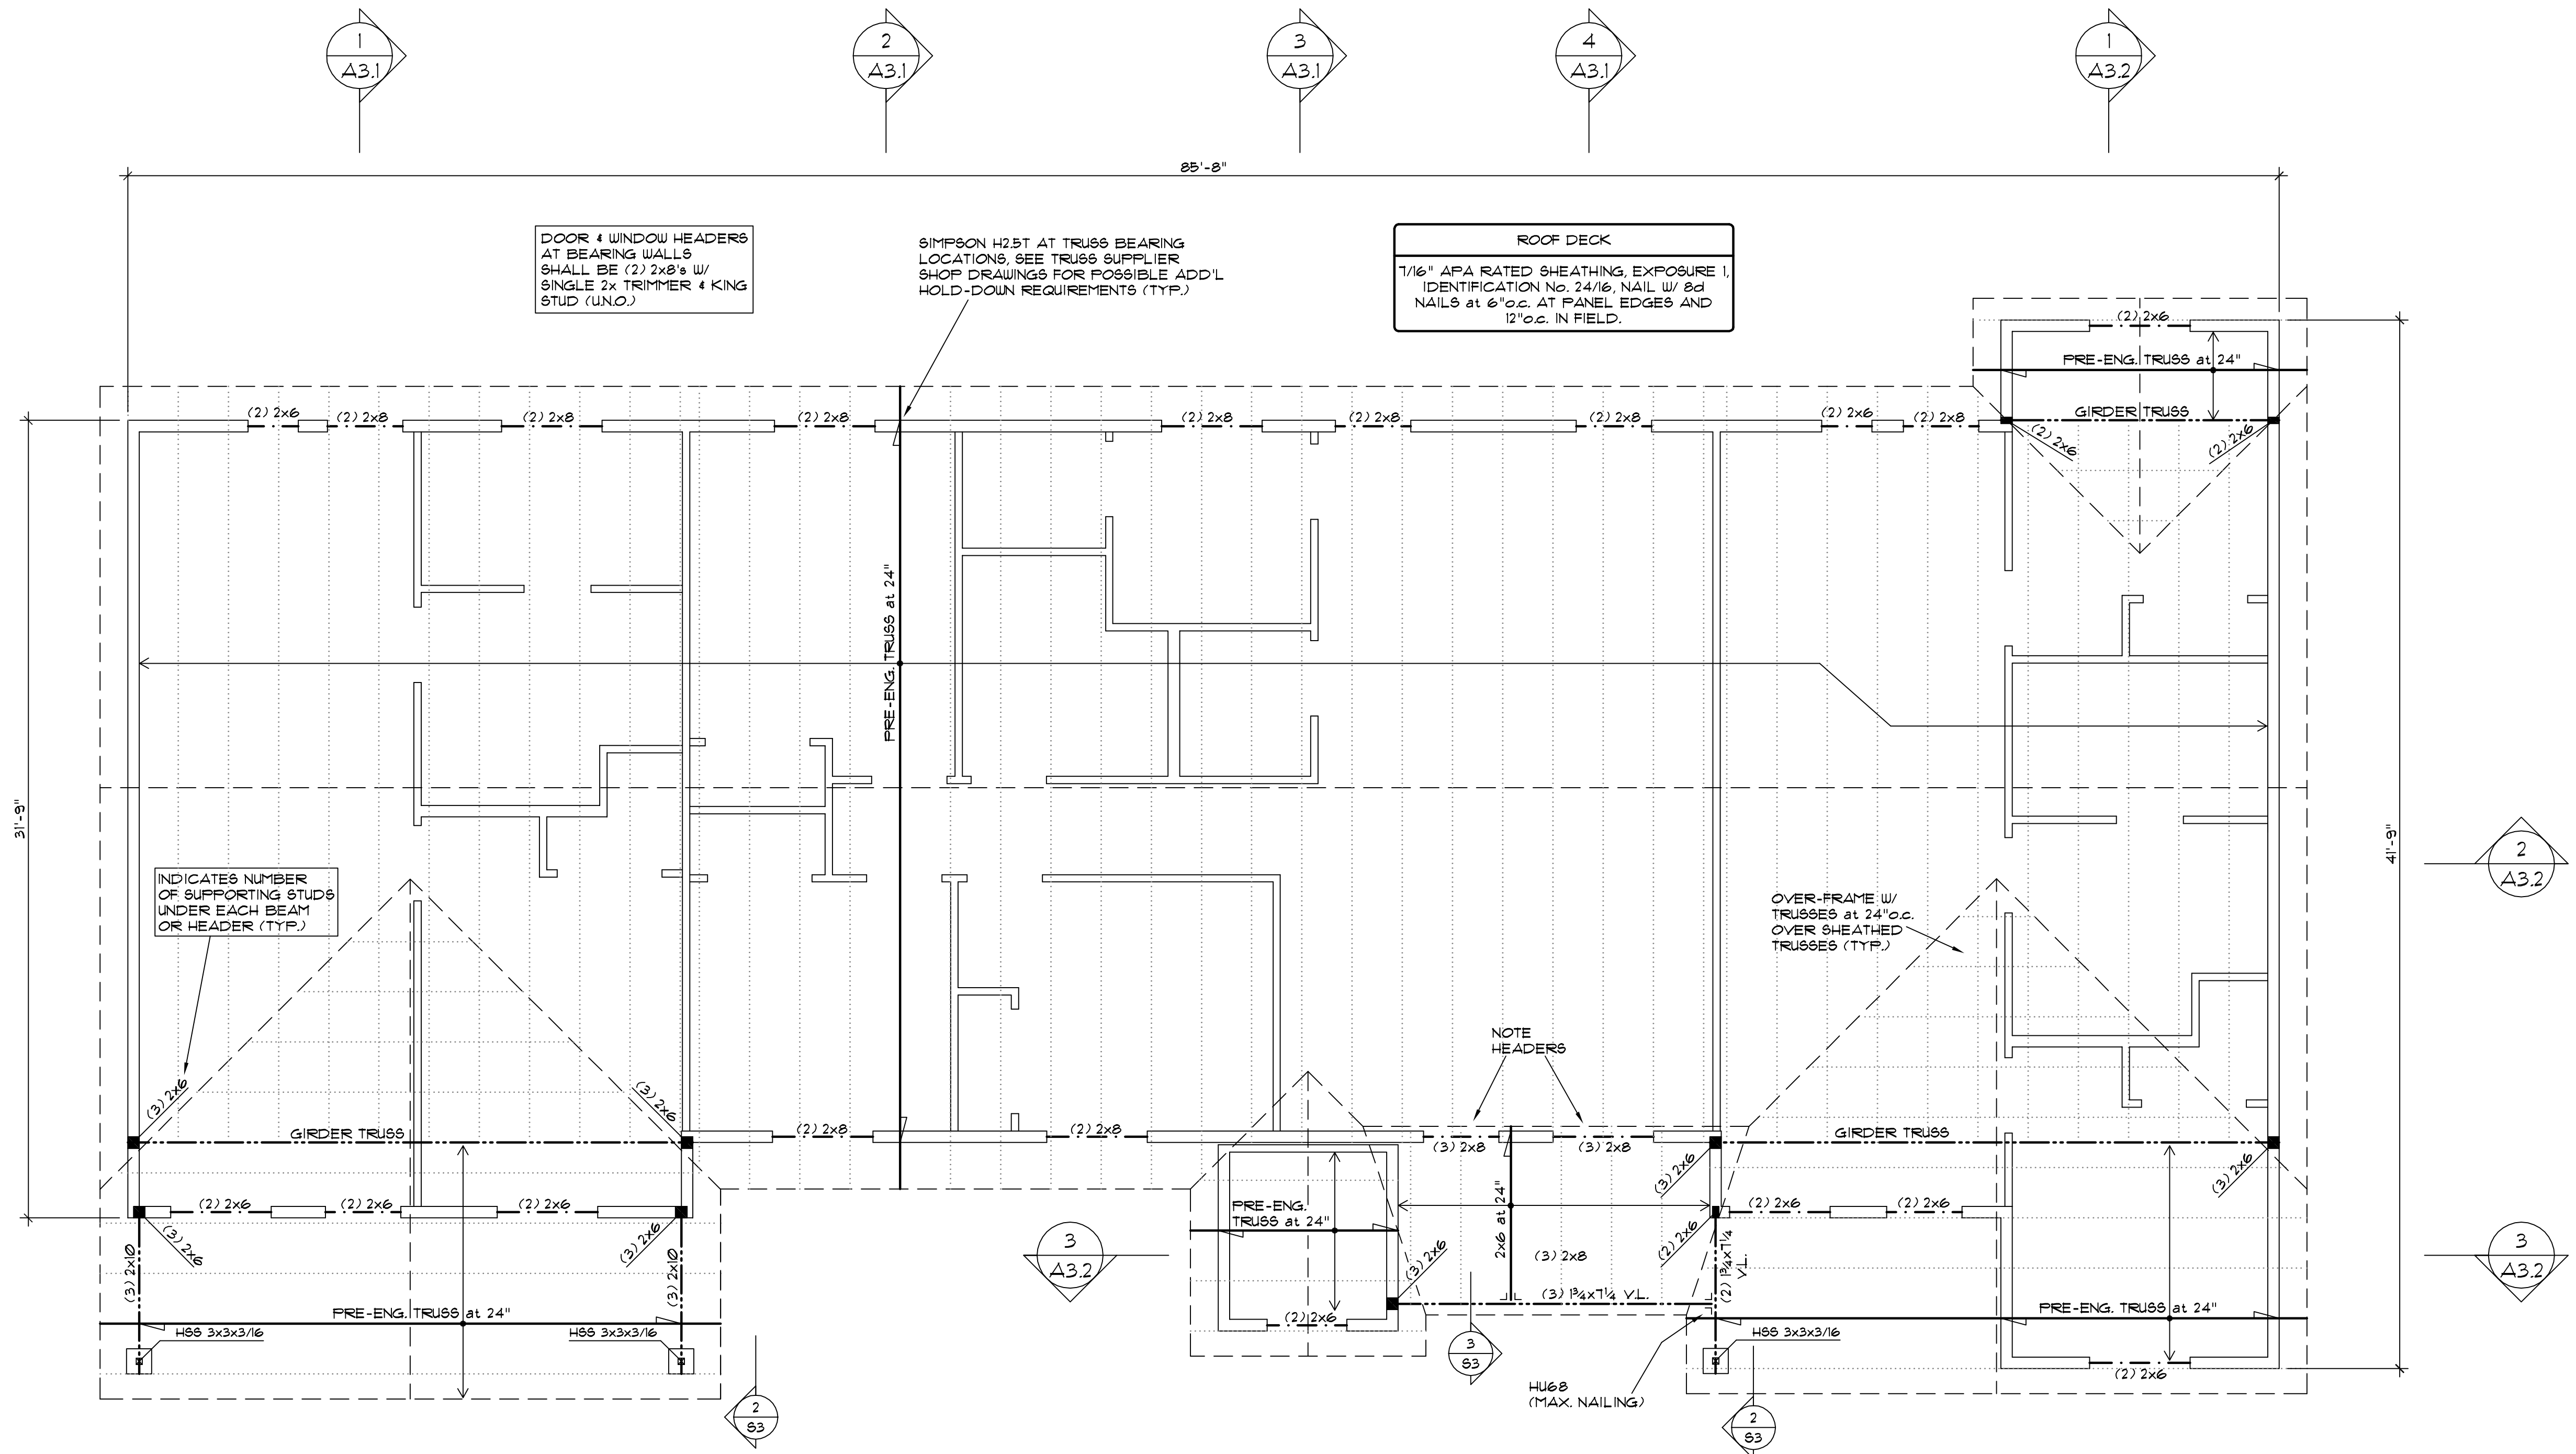 1
A3.1
2
A3.1
3
A3.1
4
A3.1
1
A3.2
85'-8"
DOOR & WINDOW HEADERS
AT BEARING WALLS
SHALL BE (2) 2x8's W/
SINGLE 2x TRIMMER & KING
STUD (U.N.O.)
SIMPSON H2.5T AT TRUSS BEARING
LOCATIONS, SEE TRUSS SUPPLIER
SHOP DRAWINGS FOR POSSIBLE ADD'L
HOLD-DOWN REQUIREMENTS (TYP.)
ROOF DECK
7/16" APA RATED SHEATHING, EXPOSURE 1,
IDENTIFICATION No. 24/16, NAIL W/ 8d
NAILS at 6"o.c. AT PANEL EDGES AND
12"o.c. IN FIELD.
(2) 2x6
PRE-ENG. TRUSS at 24"
GIRDER TRUSS
(2) 2x6
(2) 2x6
(2) 2x6
(2) 2x8
(2) 2x8
(2) 2x8
(2) 2x8
(2) 2x8
(2) 2x8
(2) 2x6
(2) 2x8
PRE-ENG. TRUSS at 24"
31'-9"
41'-9"
2
A3.2
INDICATES NUMBER
OF SUPPORTING STUDS
UNDER EACH BEAM
OR HEADER (TYP.)
OVER-FRAME W/
TRUSSES at 24"o.c.
OVER SHEATHED
TRUSSES (TYP.)
NOTE
HEADERS
(3) 2x6
(3) 2x6
GIRDER TRUSS
(2) 2x8
(2) 2x8
(3) 2x8
(3) 2x8
GIRDER TRUSS
(3) 2x6
(3) 2x6
(2) 2x6
(2) 2x6
(2) 2x6
(3) 2x6
(3) 2x6
(3) 2x10
(3) 2x10
PRE-ENG. TRUSS at 24"
HSS 3x3x3/16
HSS 3x3x3/16
3
A3.2
PRE-ENG.
TRUSS at 24"
(2) 2x6
(3) 2x6
2x6 at 24"
(3) 2x8
(3) 1¾x7¼ V.L.
(2) 2x6
(2) 1¾x7¼
V.L.
(2) 2x6
(2) 2x6
PRE-ENG. TRUSS at 24"
HSS 3x3x3/16
(2) 2x6
3
A3.2
3
S3
HU68
(MAX. NAILING)
2
S3
2
S3